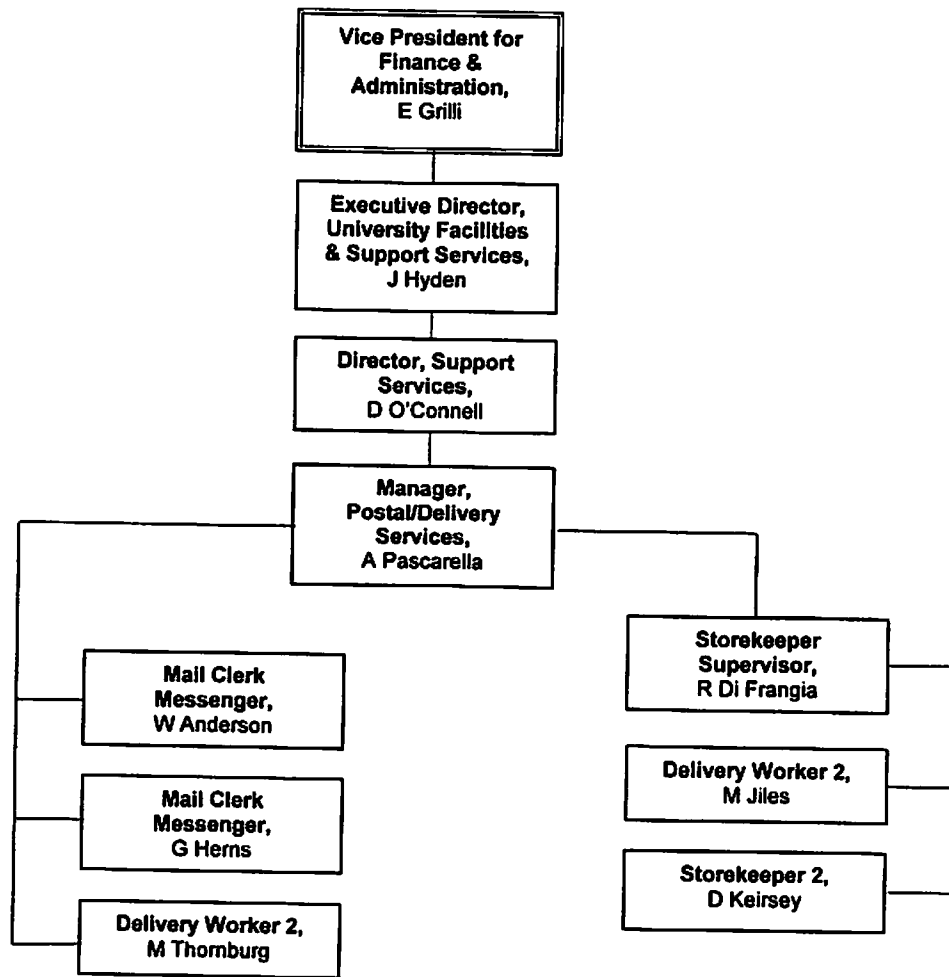 Vice President for
Finance &
Administration,
E Grilli
Executive Director,
University Facilities
& Support Services,
J Hyden
Director, Support
Services,
D O'Connell
Manager,
Postal/Delivery
Services,
A Pascarella
Mail Clerk
Messenger,
W Anderson
Mail Clerk
Messenger,
G Herns
Delivery Worker 2,
M Thornburg
Storekeeper
Supervisor,
R Di Frangia
Delivery Worker 2,
M Jiles
Storekeeper 2,
D Keirsey